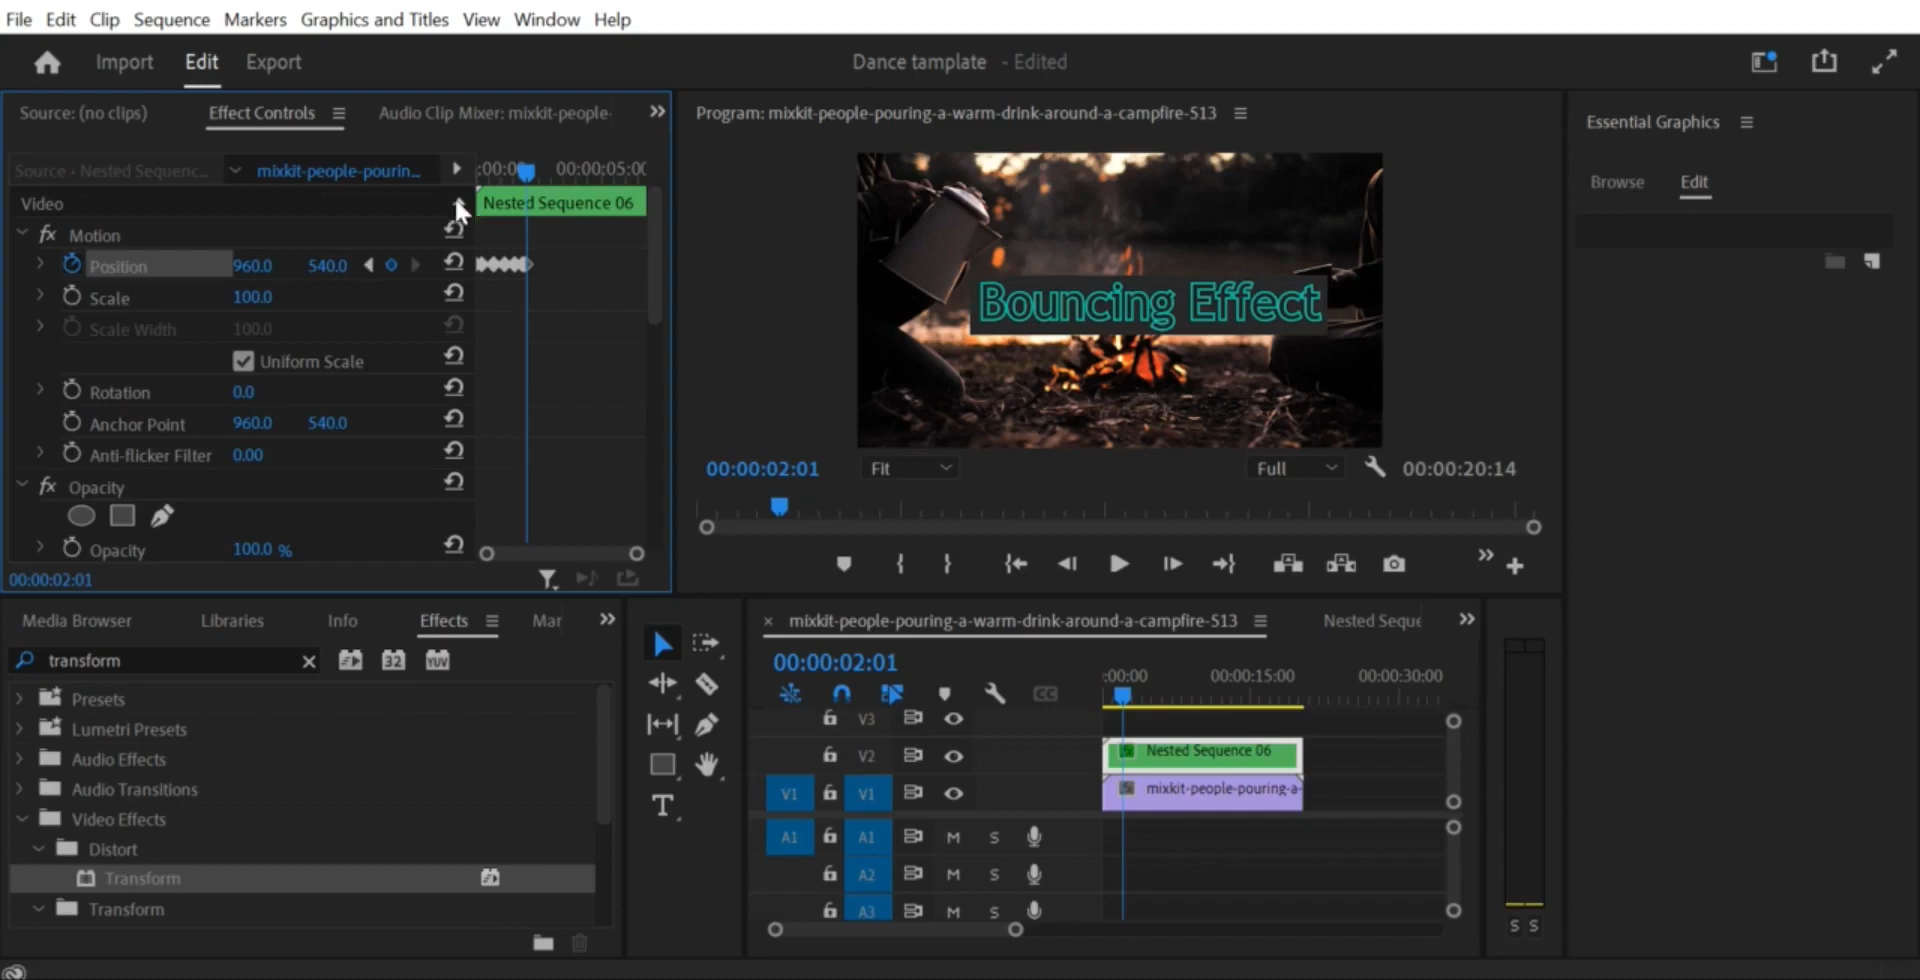 File Edit Clip Sequence Markers Graphics and Titles View Window Help
Import Edit Export
Dance tamplate - Edited
Source: (no clips) Effect Controls Audio Clip Mixer: mixkit-people-
Source - Nested Sequenc... mixkit-people-pourin...
:00:00 00:00:05:00
Video
Nested Sequence 06
fx Motion
Position 960.0 540.0
Scale 100.0
Scale Width 100.0
Uniform Scale
Rotation 0.0
Anchor Point 960.0 540.0
Anti-flicker Filter 0.00
fx Opacity
Opacity 100.0 %
00:00:02:01
Program: mixkit-people-pouring-a-warm-drink-around-a-campfire-513
Bouncing Effect
00:00:02:01 Fit Full 00:00:20:14
Essential Graphics
Browse Edit
Media Browser Libraries Info Effects Mar
transform
32 YUV
Presets
Lumetri Presets
Audio Effects
Audio Transitions
Video Effects
Distort
Transform
Transform
mixkit-people-pouring-a-warm-drink-around-a-campfire-513 Nested Seque
00:00:02:01
:00:00 00:00:15:00 00:00:30:00
CC
V3
V2 Nested Sequence 06
V1 V1 mixkit-people-pouring-a-
A1 A1 M S
A2 M S
A3 M S
S S